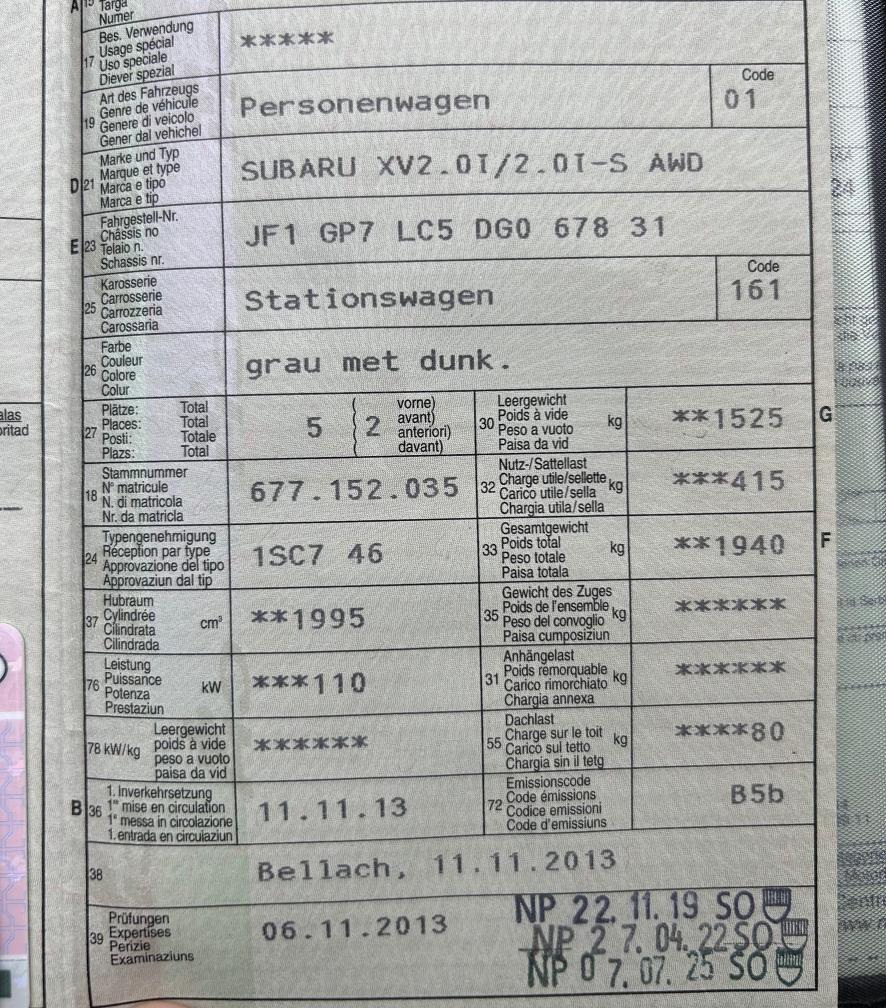 A 15 Targa
Numer
17 Bes. Verwendung
Usage spécial
Uso speciale
Diever spezial
*****
19 Art des Fahrzeugs
Genre de véhicule
Genere di veicolo
Gener dal vehichel
Personenwagen
Code
01
D 21 Marke und Typ
Marque et type
Marca e tipo
Marca e tip
SUBARU XV2.0I/2.0I-S AWD
E 23 Fahrgestell-Nr.
Châssis no
Telaio n.
Schassis nr.
JF1 GP7 LC5 DG0 678 31
25 Karosserie
Carrosserie
Carrozzeria
Carossaria
Stationswagen
Code
161
26 Farbe
Couleur
Colore
Colur
grau met dunk.
27 Plätze: Total
Places: Total
Posti: Totale
Plazs: Total
5 ( 2 vorne)
avant)
anteriori)
davant)
30 Leergewicht
Poids à vide kg
Peso a vuoto
Paisa da vid
**1525 G
18 Stammnummer
N° matricule
N. di matricola
Nr. da matricla
677.152.035
32 Nutz-/Sattellast
Charge utile/sellette kg
Carico utile/sella
Chargia utila/sella
***415
24 Typengenehmigung
Réception par type
Approvazione del tipo
Approvaziun dal tip
1SC7 46
33 Gesamtgewicht
Poids total kg
Peso totale
Paisa totala
**1940 F
37 Hubraum
Cylindrée cm³
Cilindrata
Cilindrada
**1995
35 Gewicht des Zuges
Poids de l'ensemble kg
Peso del convoglio
Paisa cumposiziun
******
76 Leistung
Puissance kW
Potenza
Prestaziun
***110
31 Anhängelast
Poids remorquable kg
Carico rimorchiato
Chargia annexa
******
78 kW/kg Leergewicht
poids à vide
peso a vuoto
paisa da vid
******
55 Dachlast
Charge sur le toit kg
Carico sul tetto
Chargia sin il tetg
****80
B 36 1. Inverkehrsetzung
1re mise en circulation
1a messa in circolazione
1. entrada en circulaziun
11.11.13
72 Emissionscode
Code émissions
Codice emissioni
Code d'emissiuns
B5b
38 Bellach, 11.11.2013
39 Prüfungen
Expertises
Perizie
Examinaziuns
06.11.2013
NP 22. 11. 19 SO
NP 2 7. 04. 22 SO
NP 0 7. 07. 25 SO